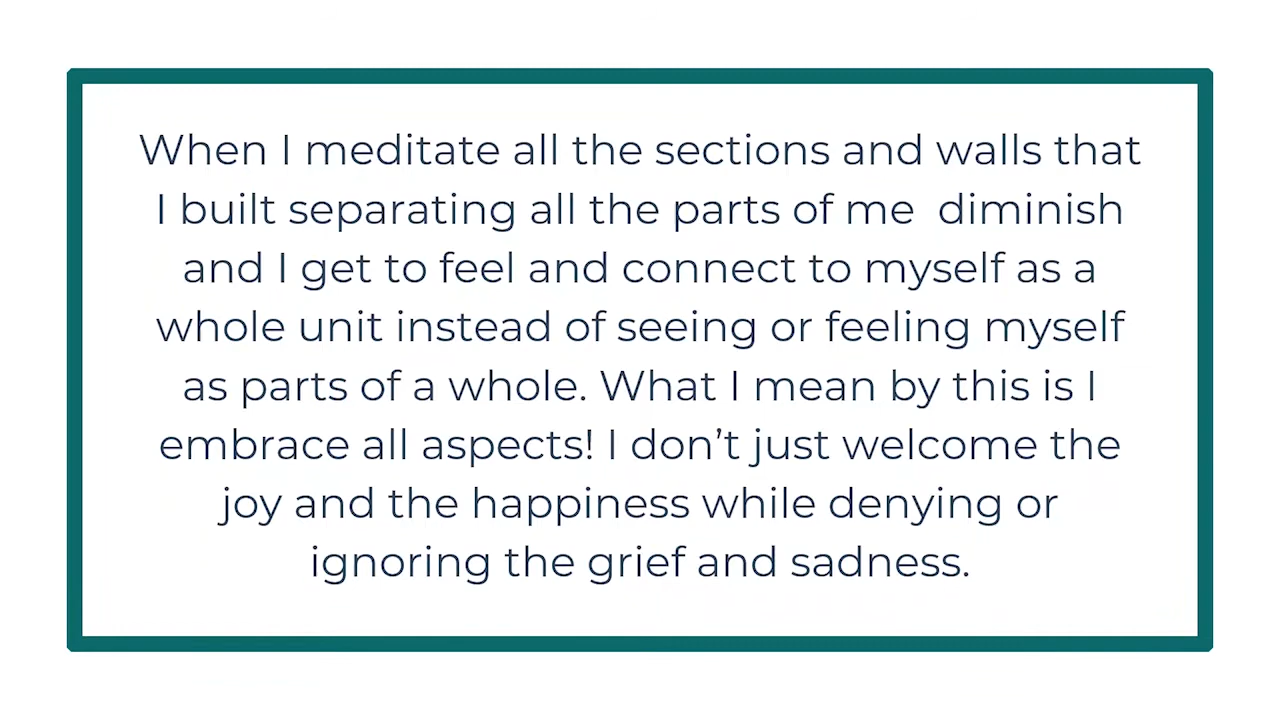 When I meditate all the sections and walls that
I built separating all the parts of me  diminish
and I get to feel and connect to myself as a
whole unit instead of seeing or feeling myself
as parts of a whole. What I mean by this is I
embrace all aspects! I don’t just welcome the
joy and the happiness while denying or
ignoring the grief and sadness.